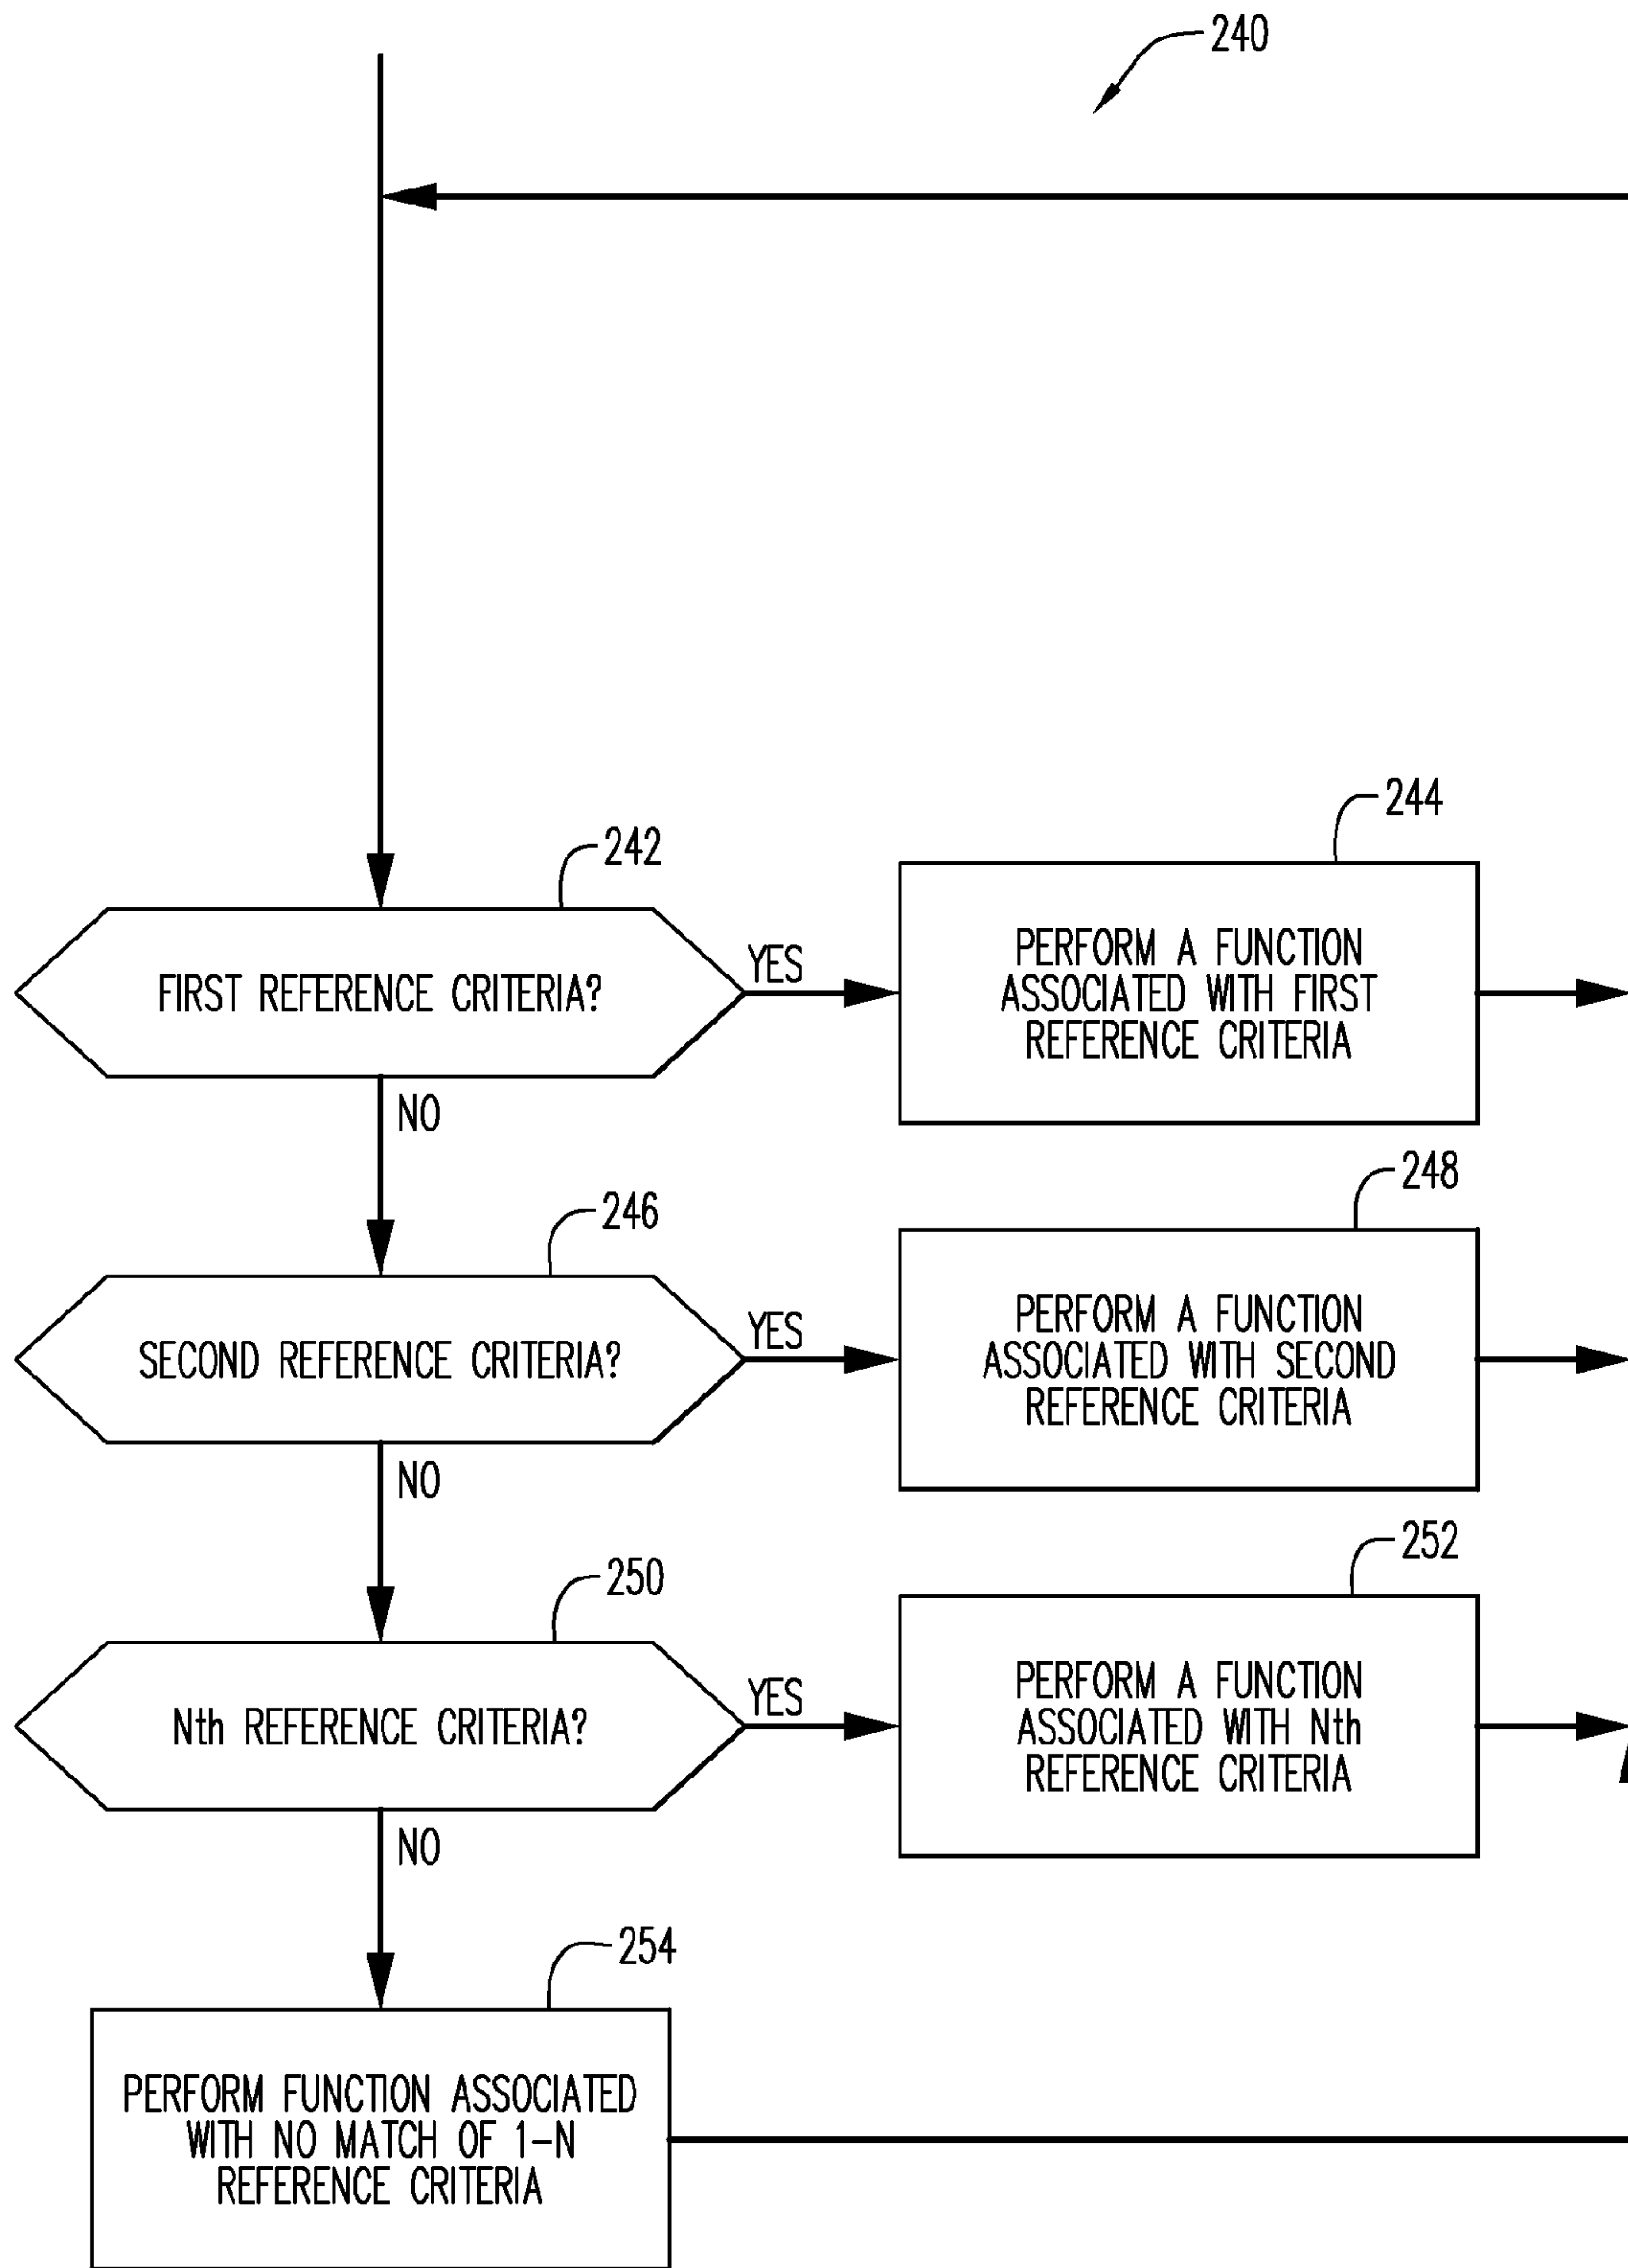 240
244
242
FIRST REFERENCE CRITERIA?
YES
PERFORM A FUNCTION
ASSOCIATED WITH FIRST
REFERENCE CRITERIA
NO
248
246
SECOND REFERENCE CRITERIA?
YES
PERFORM A FUNCTION
ASSOCIATED WITH SECOND
REFERENCE CRITERIA
NO
252
250
Nth REFERENCE CRITERIA?
YES
PERFORM A FUNCTION
ASSOCIATED WITH Nth
REFERENCE CRITERIA
NO
254
PERFORM FUNCTION ASSOCIATED
WITH NO MATCH OF 1-N
REFERENCE CRITERIA